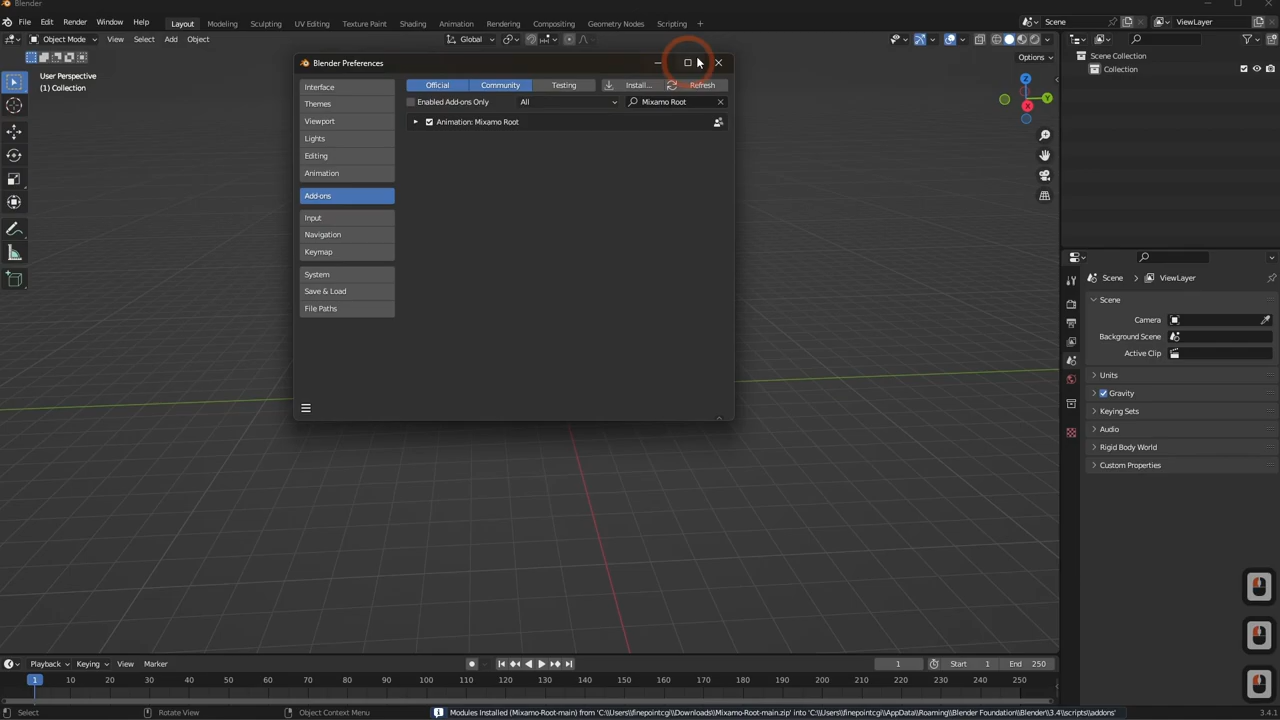 Blender
File Edit Render Window Help Layout Modeling Sculpting UV Editing Texture Paint Shading Animation Rendering Compositing Geometry Nodes Scripting + Scene ViewLayer
Object Mode View Select Add Object Global
Options
User Perspective
(1) Collection
Z
Y
X
Blender Preferences
Interface
Themes
Viewport
Lights
Editing
Animation
Add-ons
Input
Navigation
Keymap
System
Save & Load
File Paths
Official Community Testing Install... Refresh
Enabled Add-ons Only All Mixamo Root
Animation: Mixamo Root
Scene Collection
Collection
Scene ViewLayer
Scene
Camera
Background Scene
Active Clip
Units
Gravity
Keying Sets
Audio
Rigid Body World
Custom Properties
Playback Keying View Marker 1 Start 1 End 250
1 10 20 30 40 50 60 70 80 90 100 110 120 130 140 150 160 170 180 190 200 210 220 230 240 250
Select Rotate View Object Context Menu Modules Installed (Mixamo-Root-main) from 'C:\\Users\\finepointcgi\\Downloads\\Mixamo-Root-main.zip' into 'C:\\Users\\finepointcgi\\AppData\\Roaming\\Blender Foundation\\Blender\\3.4\\scripts\\addons' 3.4.1